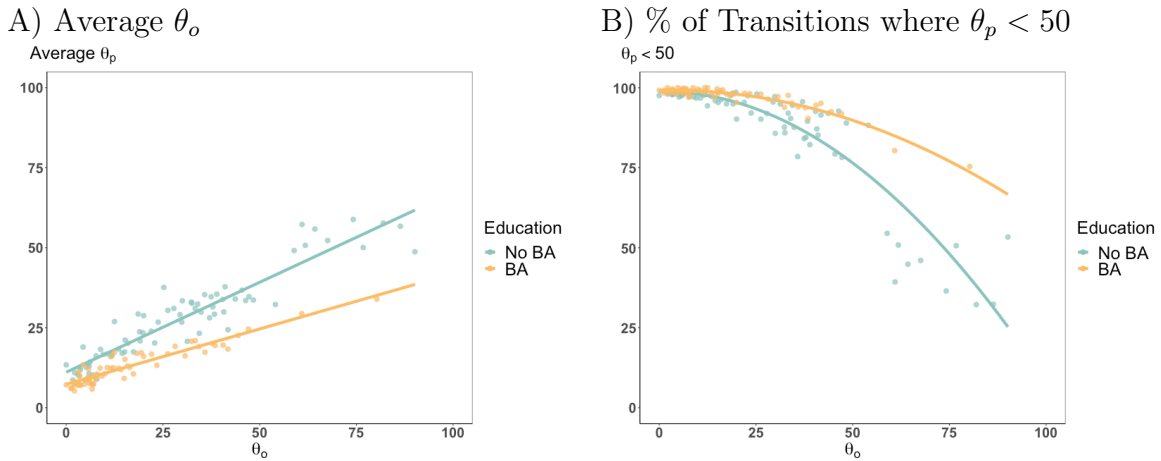 A) Average θₒ
Average θₚ
100
75
50
25
0
0 25 50 75 100
θₒ
Education
No BA
BA
B) % of Transitions where θₚ < 50
θₚ < 50
100
75
50
25
0
0 25 50 75 100
θₒ
Education
No BA
BA